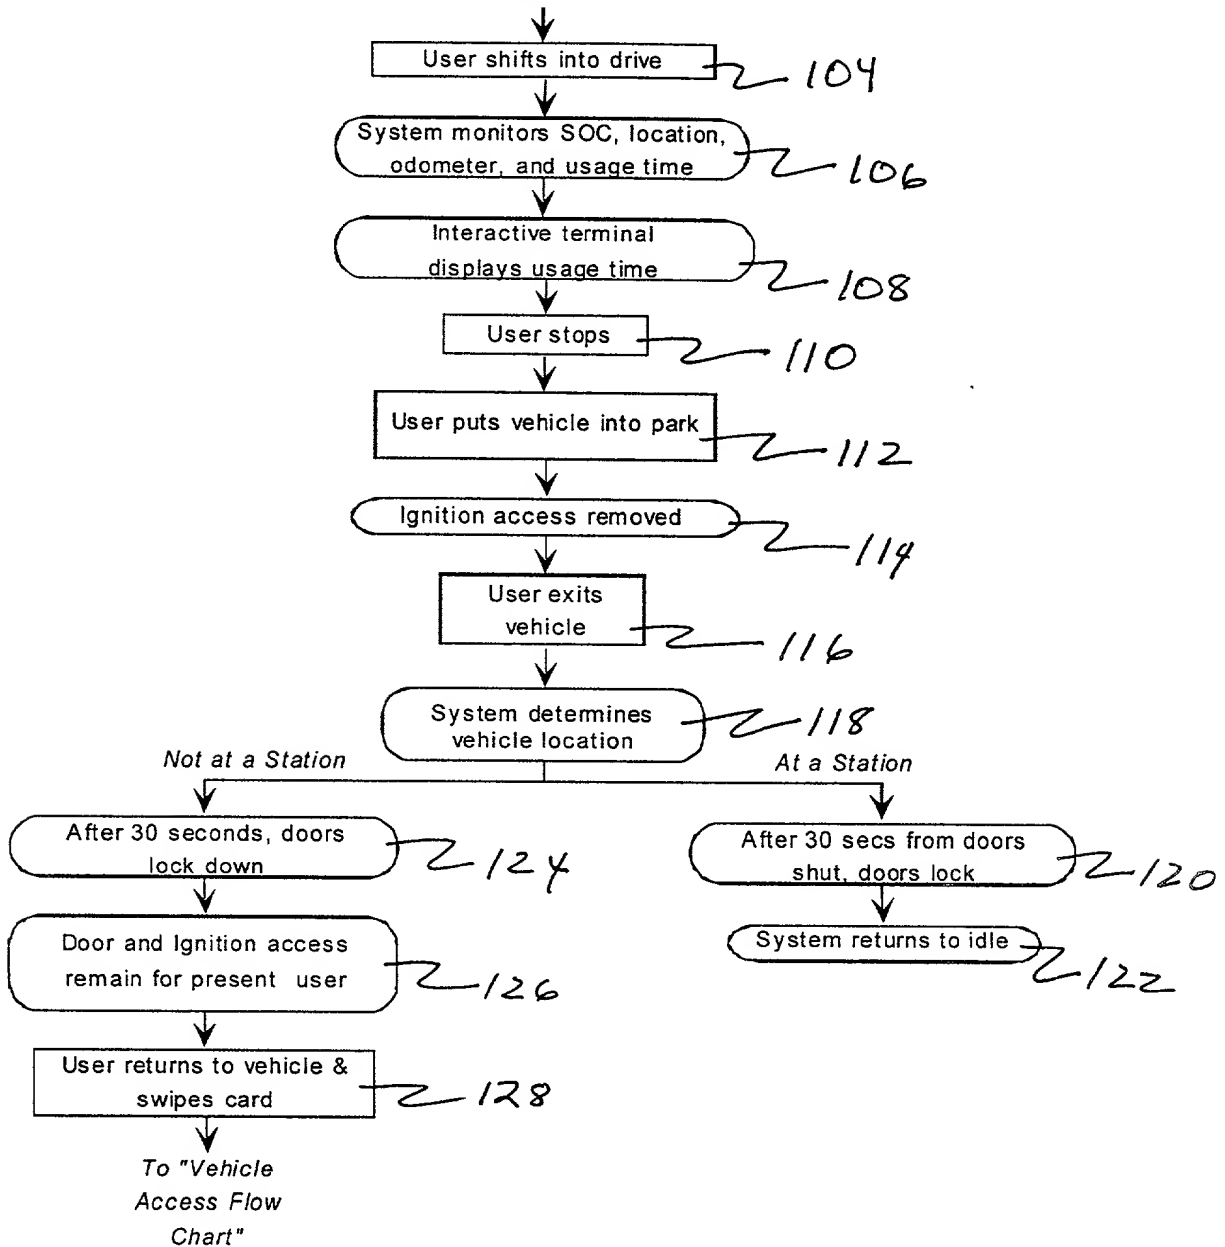 User shifts into drive
104
System monitors SOC, location,
odometer, and usage time
106
Interactive terminal
displays usage time
108
User stops
110
User puts vehicle into park
112
Ignition access removed
114
User exits
vehicle
116
System determines
vehicle location
118
Not at a Station
At a Station
After 30 seconds, doors
lock down
124
After 30 secs from doors
shut, doors lock
120
Door and Ignition access
remain for present user
126
System returns to idle
122
User returns to vehicle &
swipes card
128
To "Vehicle
Access Flow
Chart"